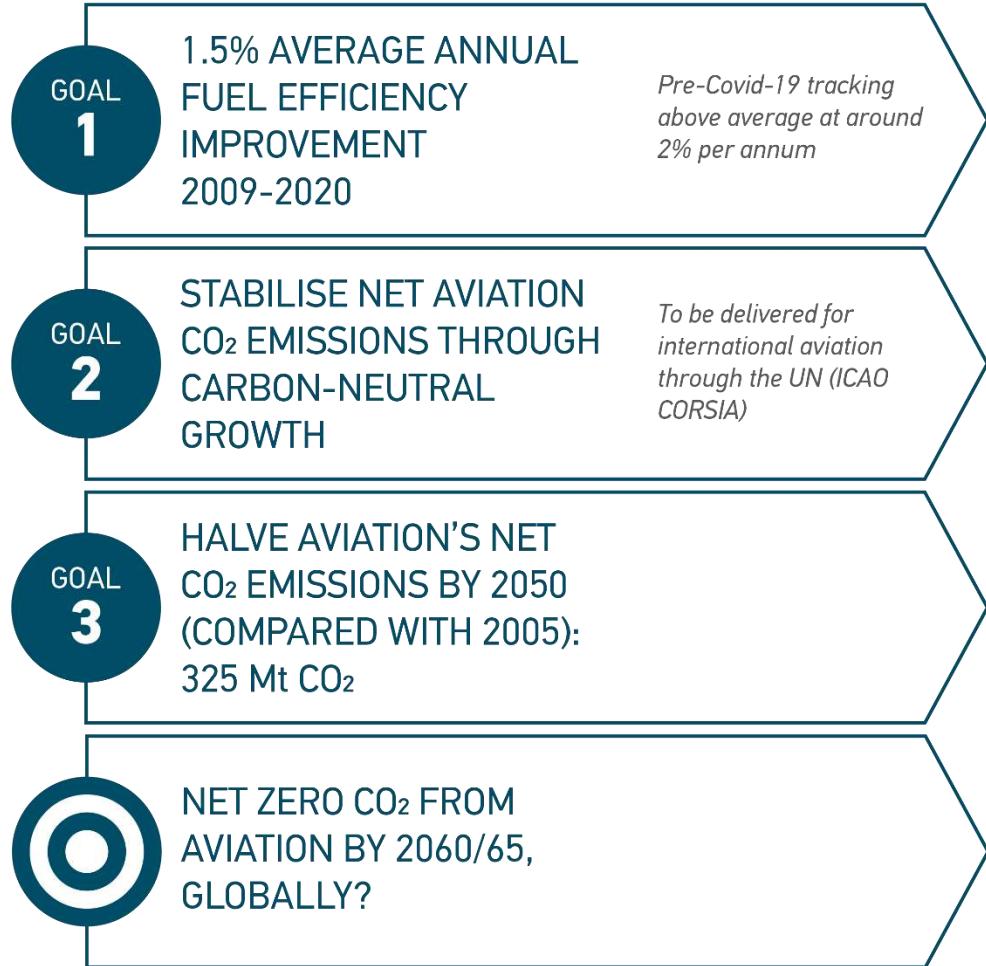 GOAL
1
1.5% AVERAGE ANNUAL
FUEL EFFICIENCY
IMPROVEMENT
2009-2020
Pre-Covid-19 tracking
above average at around
2% per annum
GOAL
2
STABILISE NET AVIATION
CO₂ EMISSIONS THROUGH
CARBON-NEUTRAL
GROWTH
To be delivered for
international aviation
through the UN (ICAO
CORSIA)
GOAL
3
HALVE AVIATION’S NET
CO₂ EMISSIONS BY 2050
(COMPARED WITH 2005):
325 Mt CO₂
NET ZERO CO₂ FROM
AVIATION BY 2060/65,
GLOBALLY?